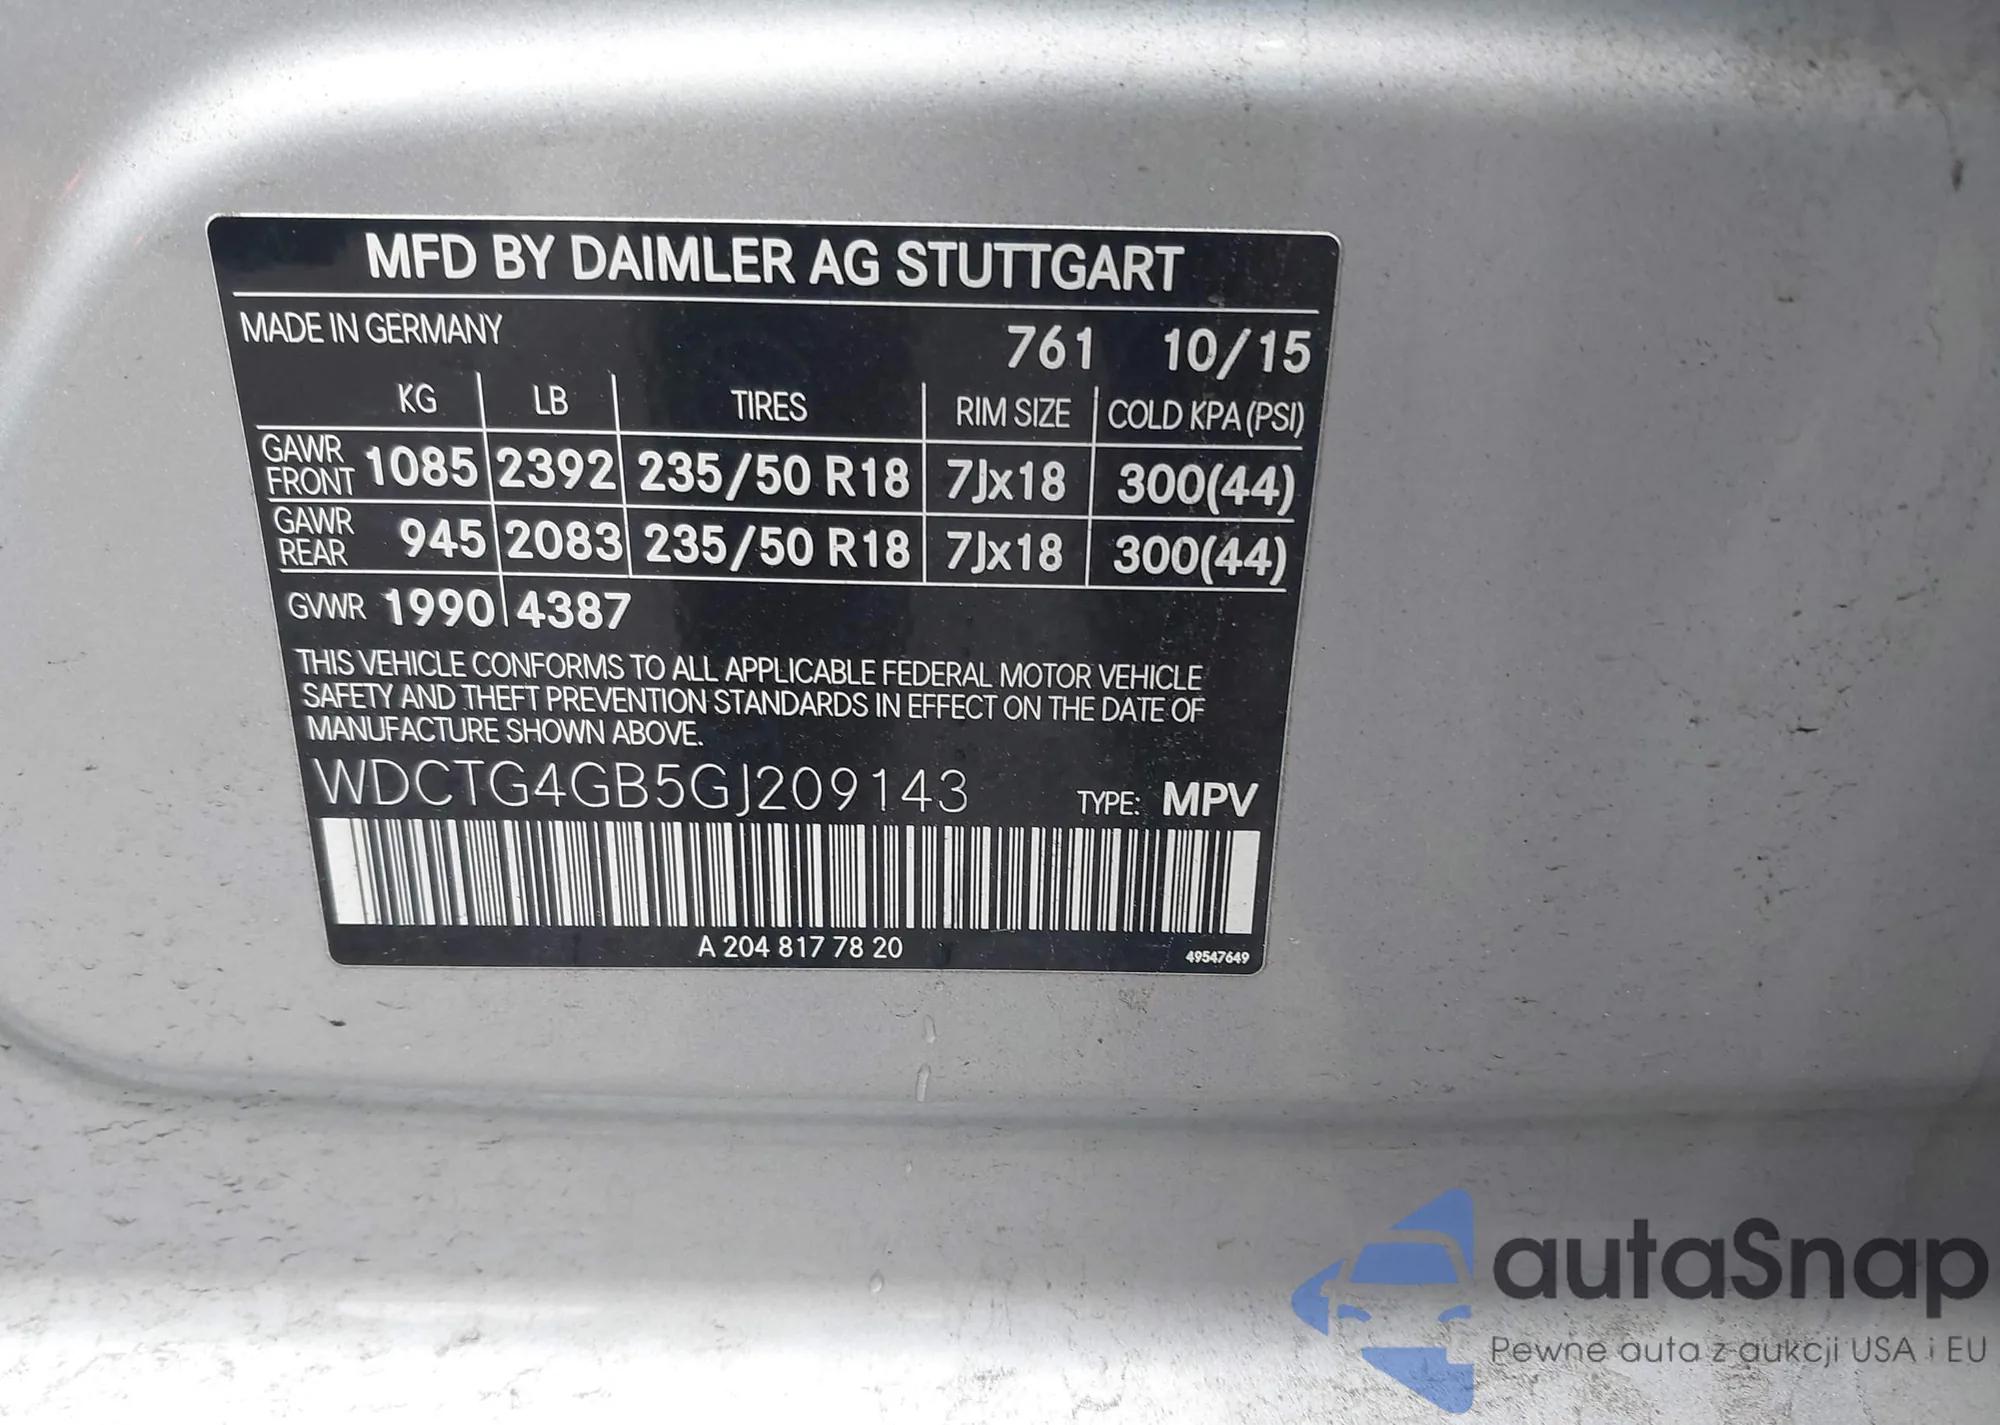 MFD BY DAIMLER AG STUTTGART
MADE IN GERMANY 761 10/15
KG LB TIRES RIM SIZE COLD KPA (PSI)
GAWR FRONT 1085 2392 235/50 R18 7Jx18 300(44)
GAWR REAR 945 2083 235/50 R18 7Jx18 300(44)
GVWR 1990 4387
THIS VEHICLE CONFORMS TO ALL APPLICABLE FEDERAL MOTOR VEHICLE
SAFETY AND THEFT PREVENTION STANDARDS IN EFFECT ON THE DATE OF
MANUFACTURE SHOWN ABOVE.
WDCTG4GB5GJ209143 TYPE: MPV
A 204 817 78 20 49547649
autaSnap
Pewne auta z aukcji USA i EU